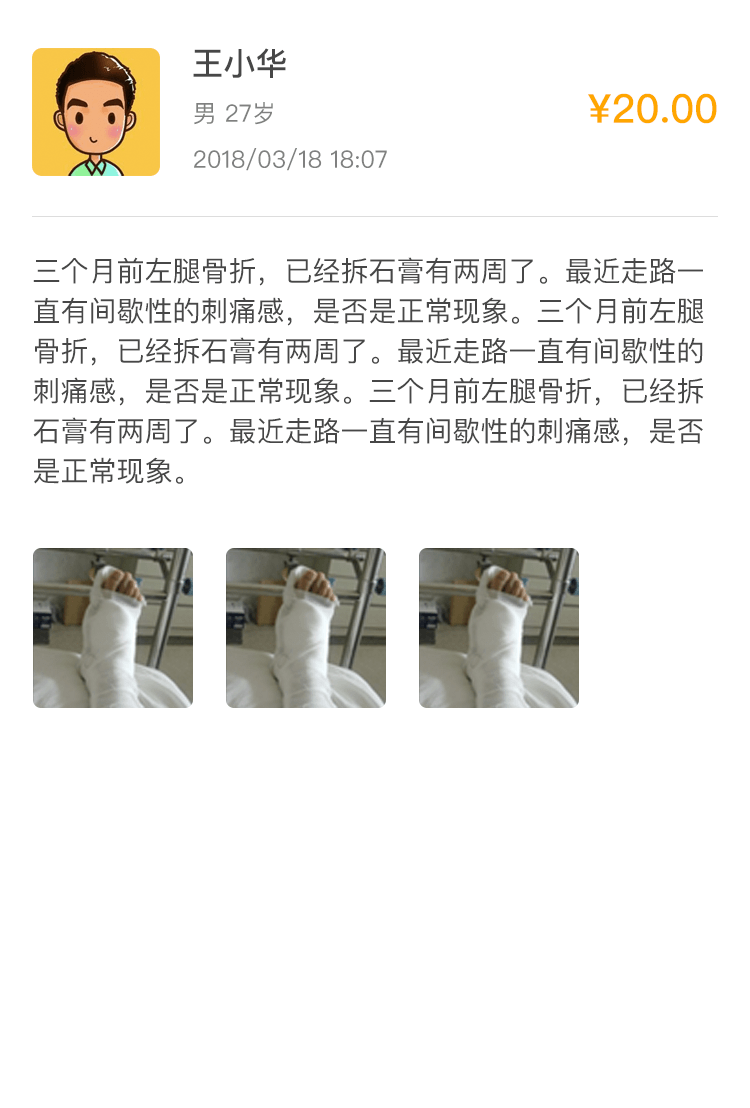 王小华
男 27岁
¥20.00
2018/03/18 18:07
三个月前左腿骨折，已经拆石膏有两周了。最近走路一
直有间歇性的刺痛感，是否是正常现象。三个月前左腿
骨折，已经拆石膏有两周了。最近走路一直有间歇性的
刺痛感，是否是正常现象。三个月前左腿骨折，已经拆
石膏有两周了。最近走路一直有间歇性的刺痛感，是否
是正常现象。